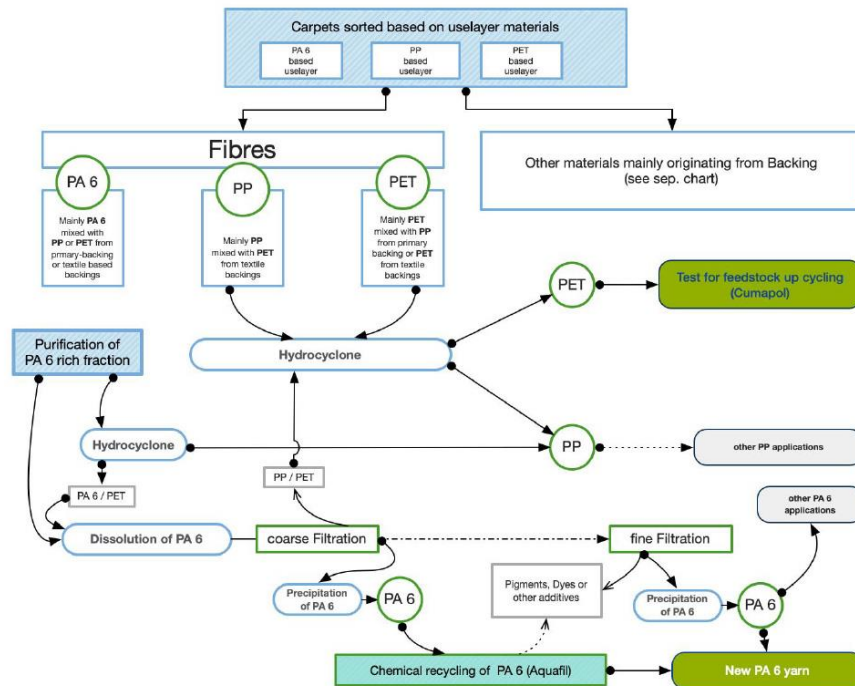 Carpets sorted based on uselayer materials
PA 6
based
uselayer
PP
based
uselayer
PET
based
uselayer
Fibres
Other materials mainly originating from Backing
(see sep. chart)
PA 6
PP
PET
Mainly PA 6
mixed with
PP or PET from
prymary-backing
or textile based
backings
Mainly PP
mixed with PET
from textile
backings
Mainly PET
mixed with PP
from primary
backing or PET
from textile
backings
PET
Test for feedstock up cycling
(Cumapol)
Purification of
PA 6 rich fraction
Hydrocyclone
Hydrocyclone
PP
other PP applications
PA 6 / PET
PP / PET
other PA 6
applications
Dissolution of PA 6
coarse Filtration
fine Filtration
Precipitation
of PA 6
PA 6
Pigments, Dyes or
other additives
Precipitation
of PA 6
PA 6
Chemical recycling of PA 6 (Aquafil)
New PA 6 yarn